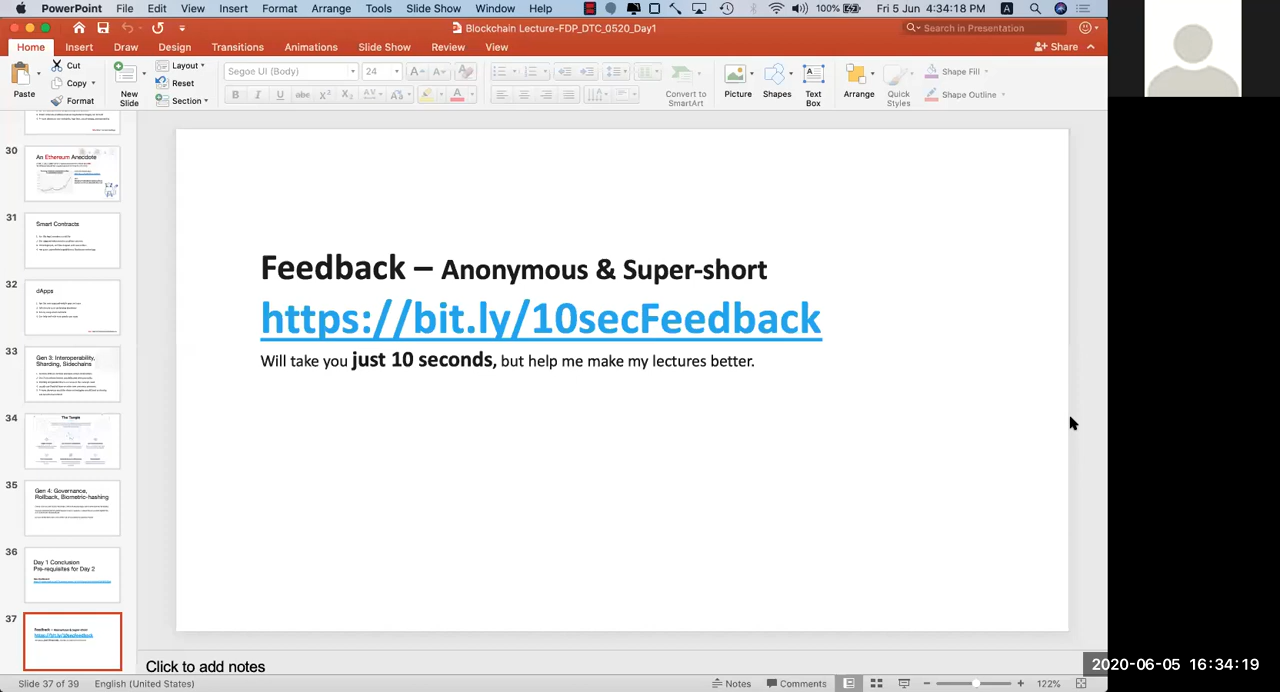 PowerPoint File Edit View Insert Format Arrange Tools Slide Show Window Help 100% Fri 5 Jun 4:34:18 PM
Blockchain Lecture-FDP_DTC_0520_Day1
Search in Presentation
Home Insert Draw Design Transitions Animations Slide Show Review View
Share
Paste
Cut
Copy
Format
New Slide
Layout
Reset
Section
Segoe UI (Body) 24
Convert to SmartArt
Picture
Shapes
Text Box
Arrange
Quick Styles
Shape Fill
Shape Outline
30
An Ethereum Anecdote
31
Smart Contracts
32
dApps
33
Gen 3: Interoperability,
Sharding, Sidechains
34
The Tangle
35
Gen 4: Governance,
Rollback, Biometric-hashing
36
Day 1 Conclusion
Pre-requisites for Day 2
37
Feedback – Anonymous & Super-short
https://bit.ly/10secFeedback
Will take you just 10 seconds, but help me make my lectures better.
Click to add notes
2020-06-05 16:34:19
Slide 37 of 39 English (United States) Notes Comments 122%